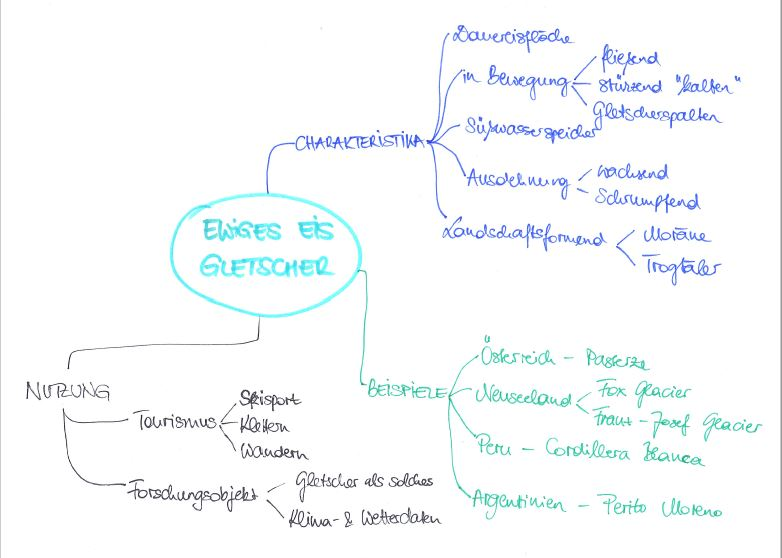 EWIGES EIS
GLETSCHER
CHARAKTERISTIKA
Dauereisfläche
in Bewegung
fließend
stürzend "kalben"
Gletscherspalten
Süßwasserspeicher
Ausdehnung
wachsend
Schrumpfend
Landschaftsformend
Moräne
Trogtäler
BEISPIELE
Österreich - Pasterze
Neuseeland
Fox Glacier
Franz - Josef Glacier
Peru - Cordillera Blanca
Argentinien - Perito Moreno
NUTZUNG
Tourismus
Skisport
Klettern
Wandern
Forschungsobjekt
Gletscher als solches
Klima- & Wetterdaten